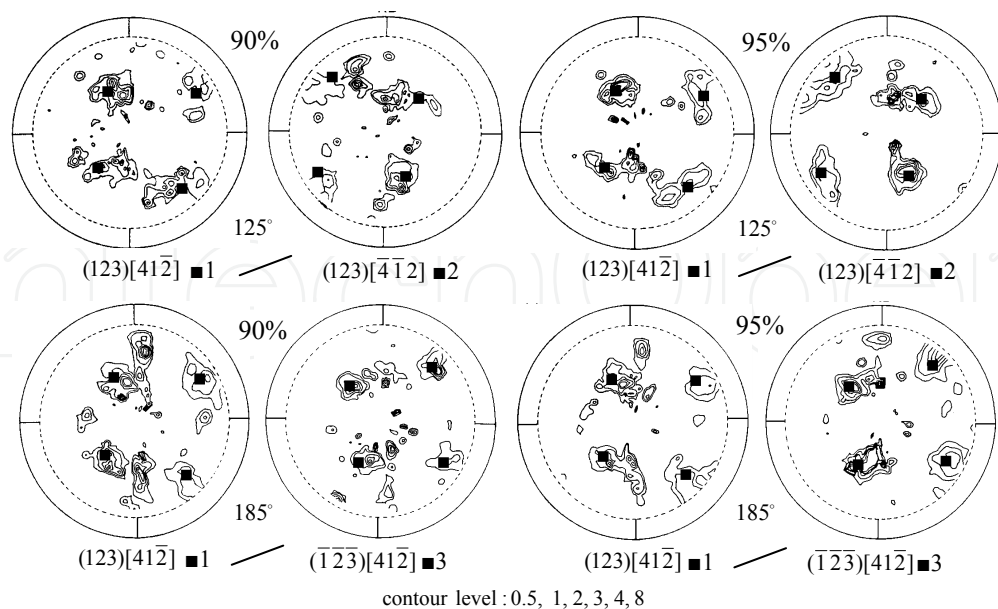 90%
95%
125°
125°
(123)[412̅] ■1 / (123)[4̅1̅2] ■2
(123)[412̅] ■1 / (123)[4̅1̅2] ■2
90%
95%
185°
185°
(123)[412̅] ■1 / (1̅2̅3̅)[412̅] ■3
(123)[412̅] ■1 / (1̅2̅3̅)[412̅] ■3
contour level : 0.5, 1, 2, 3, 4, 8